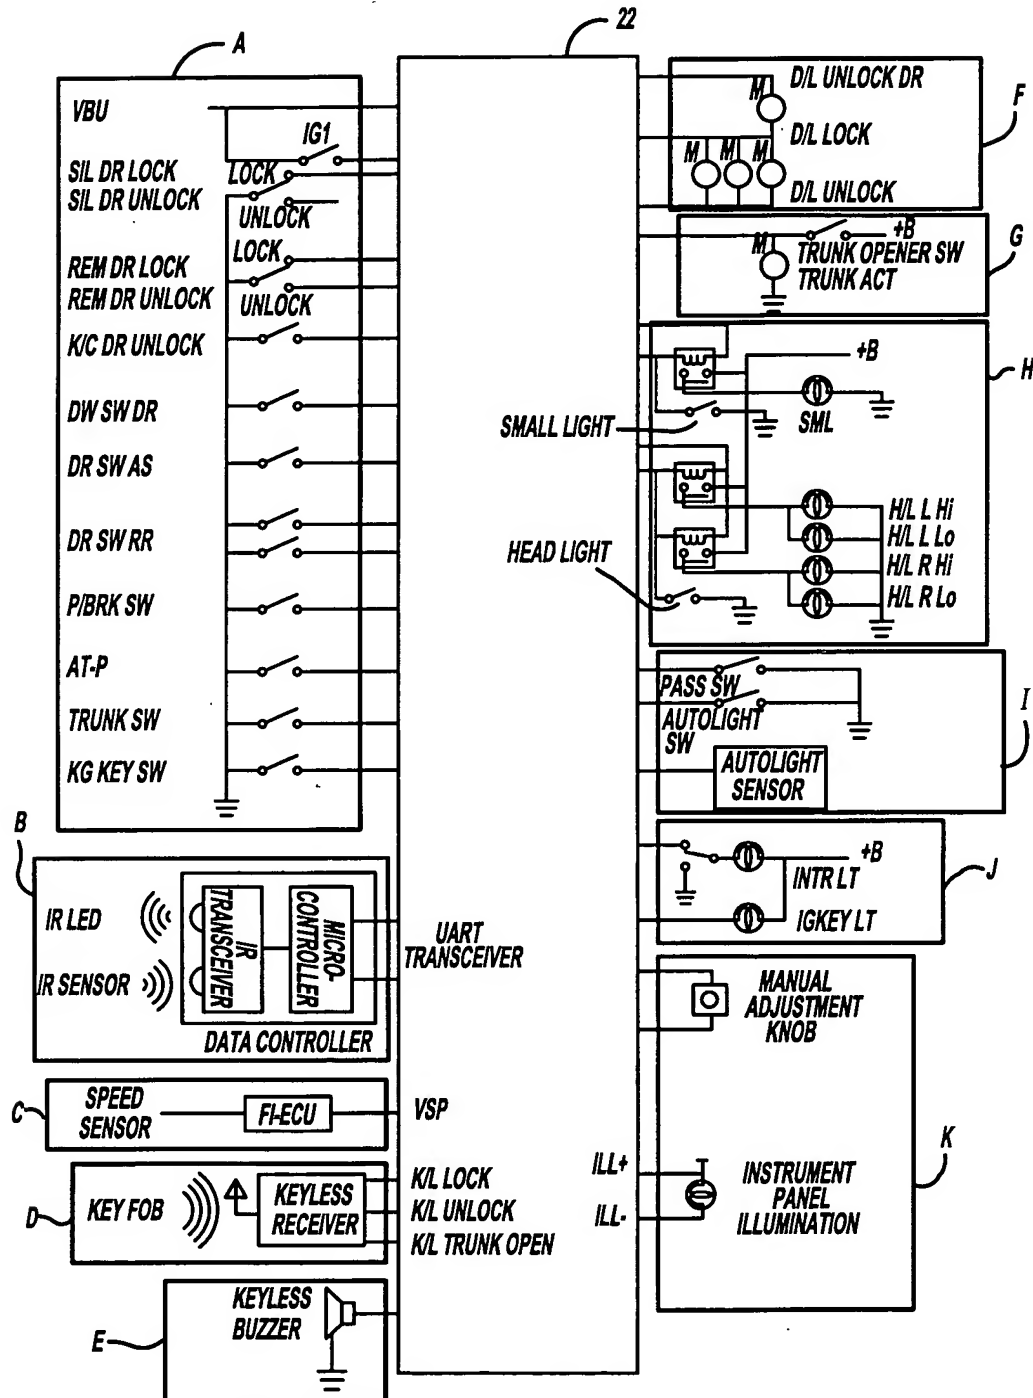 22
A
VBU
IG1
S/L DR LOCK
LOCK
S/L DR UNLOCK
UNLOCK
REM DR LOCK
LOCK
REM DR UNLOCK
UNLOCK
K/C DR UNLOCK
DW SW DR
DR SW AS
DR SW RR
P/BRK SW
AT-P
TRUNK SW
KG KEY SW
B
IR LED
IR SENSOR
IR
TRANSCEIVER
MICRO-
CONTROLLER
DATA CONTROLLER
UART
TRANSCEIVER
C
SPEED
SENSOR
FI-ECU
VSP
D
KEY FOB
KEYLESS
RECEIVER
K/L LOCK
K/L UNLOCK
K/L TRUNK OPEN
E
KEYLESS
BUZZER
F
D/L UNLOCK DR
M
D/L LOCK
M M M
D/L UNLOCK
G
+B
M
TRUNK OPENER SW
TRUNK ACT
H
+B
SML
SMALL LIGHT
H/L L Hi
H/L L Lo
H/L R Hi
H/L R Lo
HEAD LIGHT
I
PASS SW
AUTOLIGHT
SW
AUTOLIGHT
SENSOR
J
+B
INTR LT
IGKEY LT
K
MANUAL
ADJUSTMENT
KNOB
ILL+
ILL-
INSTRUMENT
PANEL
ILLUMINATION